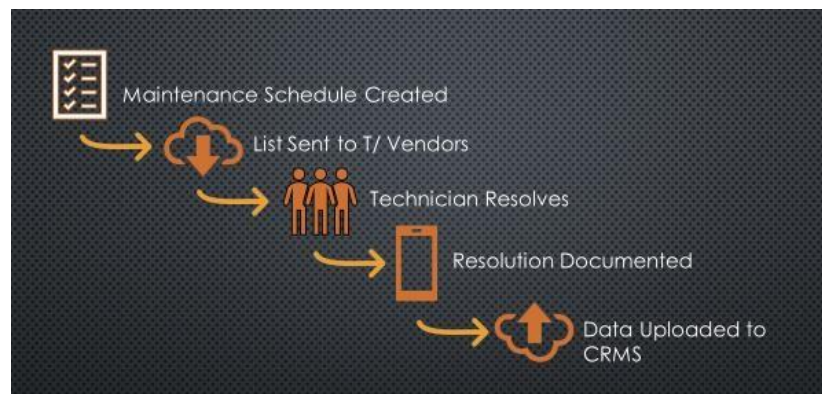 Maintenance Schedule Created
List Sent to T/ Vendors
Technician Resolves
Resolution Documented
Data Uploaded to
CRMS